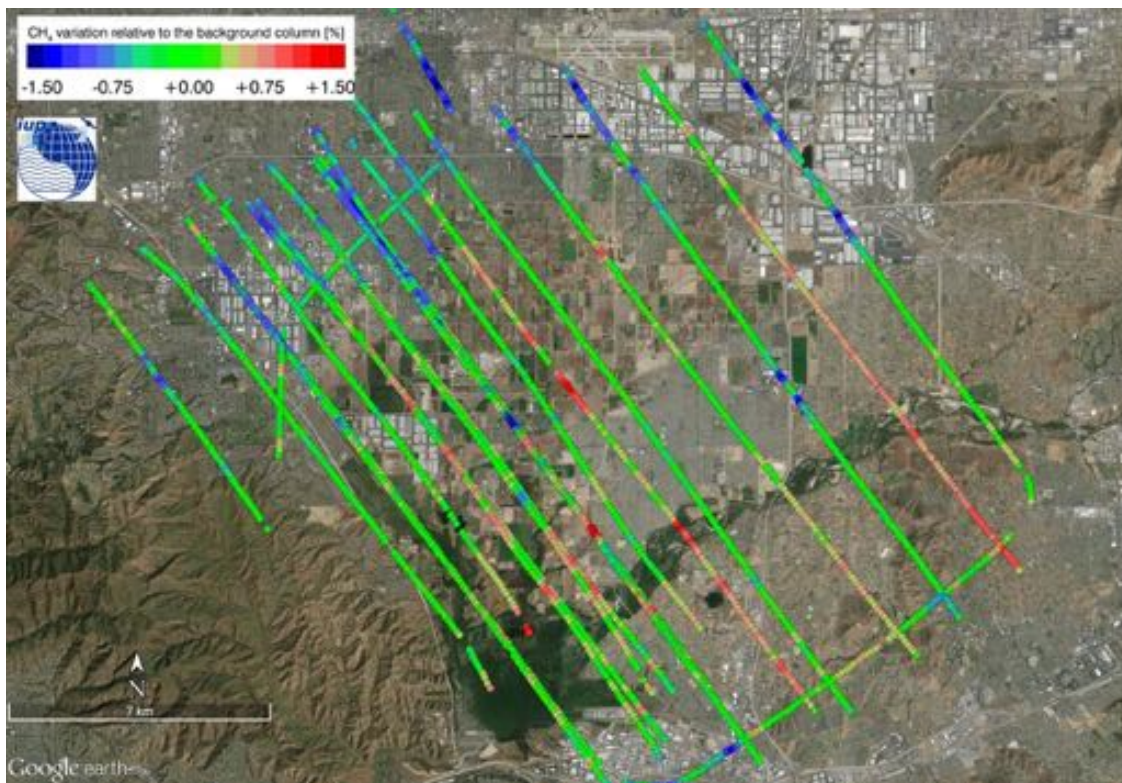 CH₄ variation relative to the background column [%]
-1.50 -0.75 +0.00 +0.75 +1.50
iup
N
7 km
Google earth